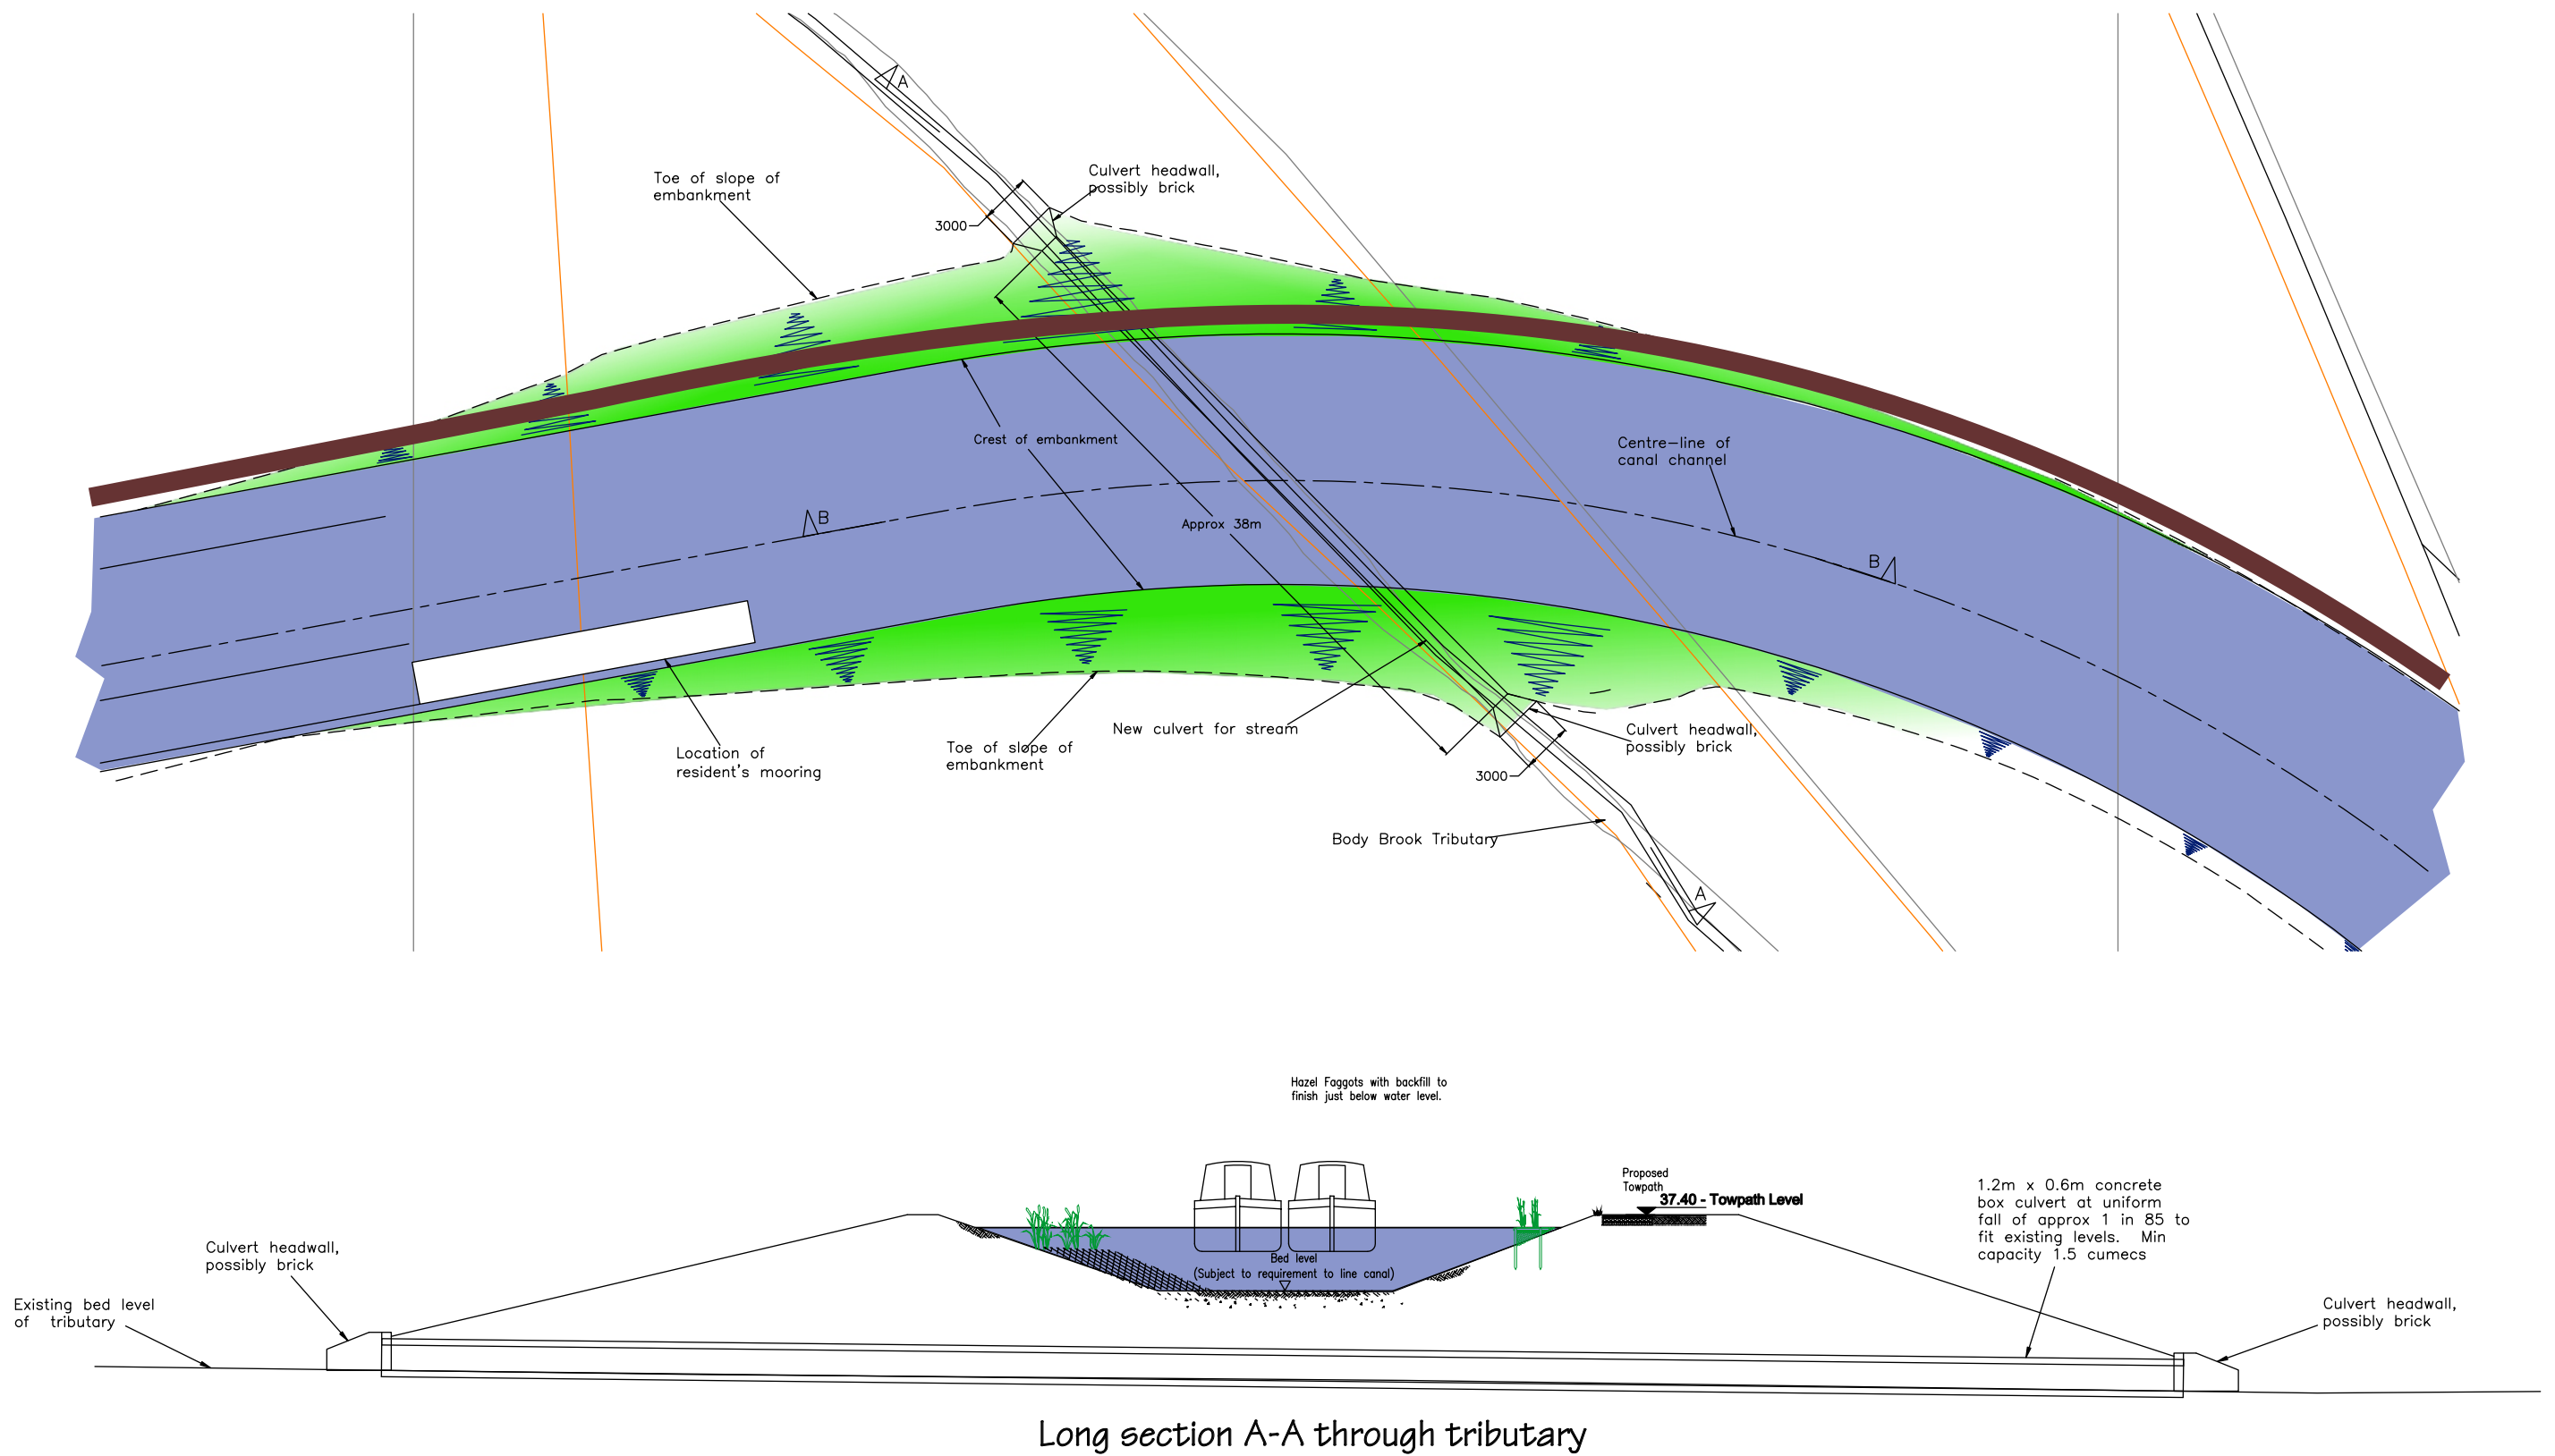 A
Toe of slope of
embankment
Culvert headwall,
possibly brick
3000
Crest of embankment
Centre-line of
canal channel
B
Approx 38m
B
New culvert for stream
Location of
resident's mooring
Toe of slope of
embankment
Culvert headwall,
possibly brick
3000
Body Brook Tributary
A
Hazel Faggots with backfill to
finish just below water level.
Proposed
Towpath
37.40 - Towpath Level
1.2m x 0.6m concrete
box culvert at uniform
fall of approx 1 in 85 to
fit existing levels. Min
capacity 1.5 cumecs
Culvert headwall,
possibly brick
Bed level
(Subject to requirement to line canal)
Existing bed level
of tributary
Culvert headwall,
possibly brick
Long section A-A through tributary